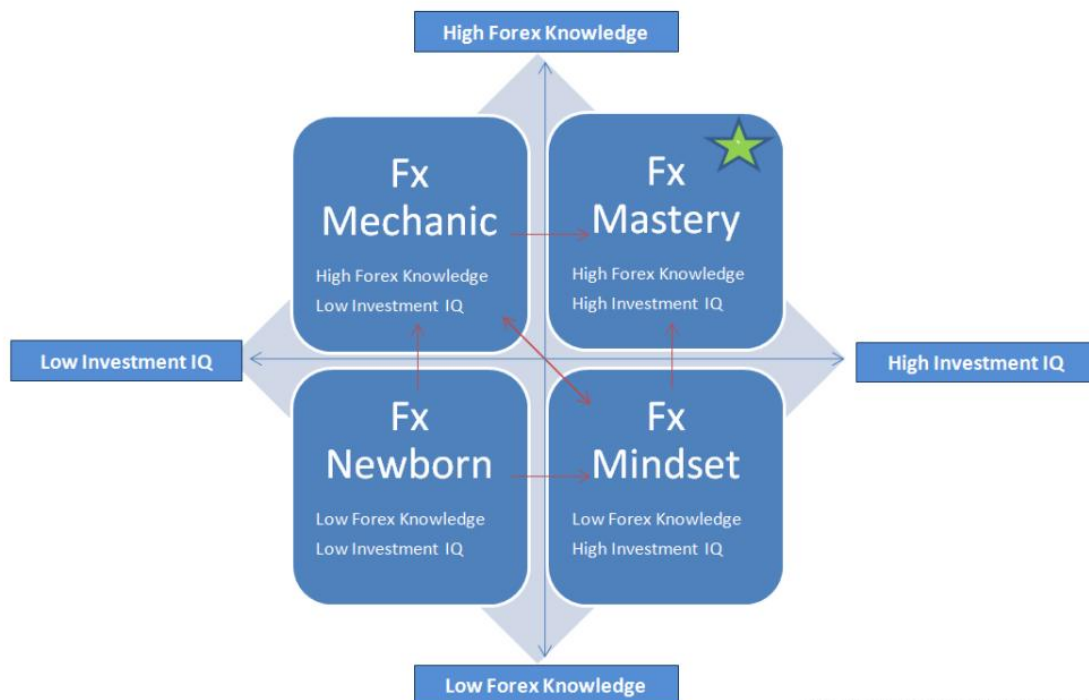 High Forex Knowledge
Fx
Mechanic
High Forex Knowledge
Low Investment IQ
Fx
Mastery
High Forex Knowledge
High Investment IQ
Low Investment IQ
High Investment IQ
Fx
Newborn
Low Forex Knowledge
Low Investment IQ
Fx
Mindset
Low Forex Knowledge
High Investment IQ
Low Forex Knowledge